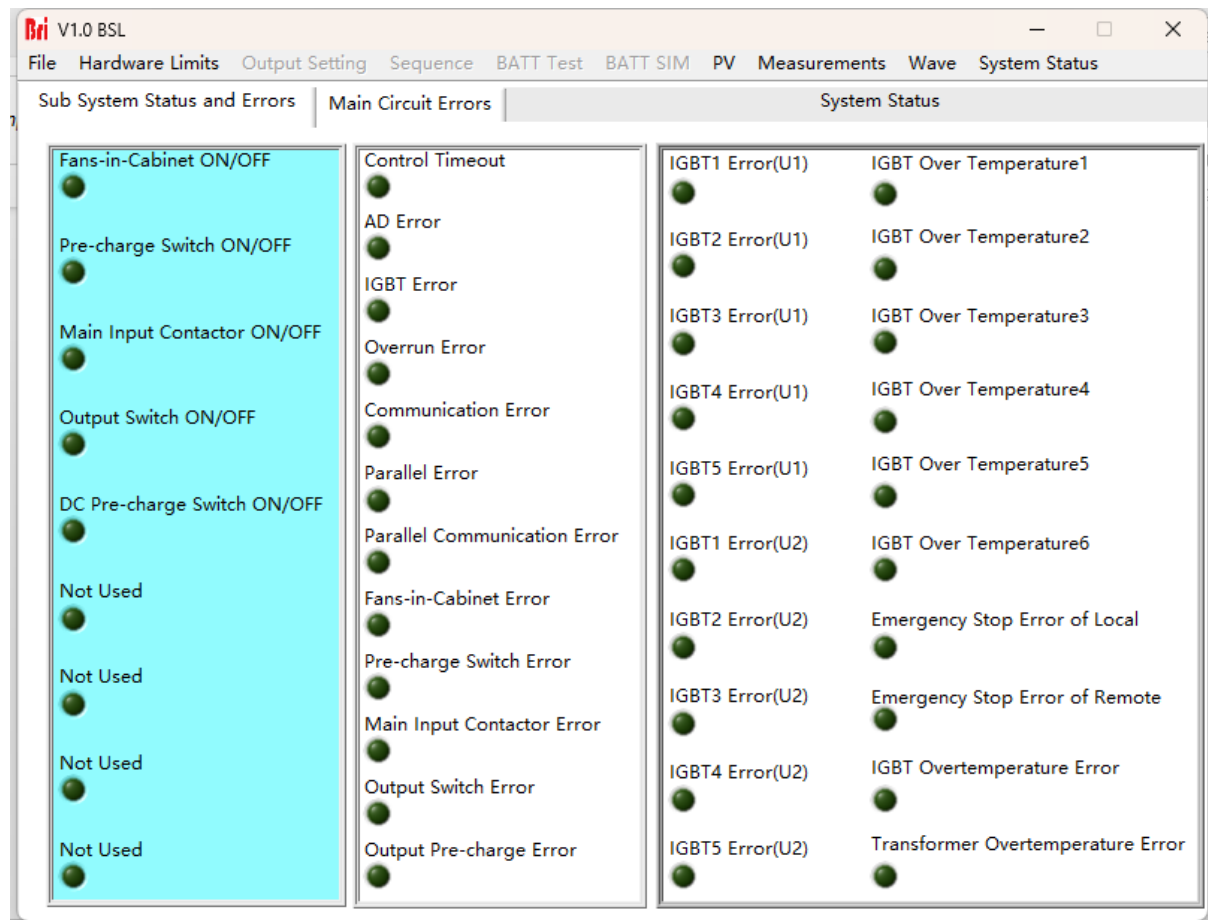 Bri V1.0 BSL
File Hardware Limits Output Setting Sequence BATT Test BATT SIM PV Measurements Wave System Status
Sub System Status and Errors Main Circuit Errors System Status
Fans-in-Cabinet ON/OFF
Pre-charge Switch ON/OFF
Main Input Contactor ON/OFF
Output Switch ON/OFF
DC Pre-charge Switch ON/OFF
Not Used
Not Used
Not Used
Not Used
Control Timeout
AD Error
IGBT Error
Overrun Error
Communication Error
Parallel Error
Parallel Communication Error
Fans-in-Cabinet Error
Pre-charge Switch Error
Main Input Contactor Error
Output Switch Error
Output Pre-charge Error
IGBT1 Error(U1)
IGBT2 Error(U1)
IGBT3 Error(U1)
IGBT4 Error(U1)
IGBT5 Error(U1)
IGBT1 Error(U2)
IGBT2 Error(U2)
IGBT3 Error(U2)
IGBT4 Error(U2)
IGBT5 Error(U2)
IGBT Over Temperature1
IGBT Over Temperature2
IGBT Over Temperature3
IGBT Over Temperature4
IGBT Over Temperature5
IGBT Over Temperature6
Emergency Stop Error of Local
Emergency Stop Error of Remote
IGBT Overtemperature Error
Transformer Overtemperature Error